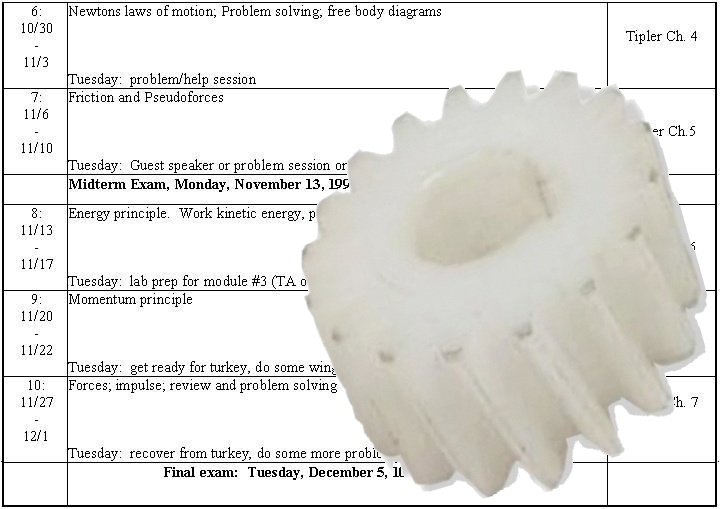 6:
10/30
-
11/3
Newtons laws of motion; Problem solving; free body diagrams
Tuesday: problem/help session
Tipler Ch. 4
7:
11/6
-
11/10
Friction and Pseudoforces
Tuesday: Guest speaker or problem session or
Ch.5
Midterm Exam, Monday, November 13, 199
8:
11/13
-
11/17
Energy principle. Work kinetic energy, p
Tuesday: lab prep for module #3 (TA o
9:
11/20
-
11/22
Momentum principle
Tuesday: get ready for turkey, do some
10:
11/27
-
12/1
Forces; impulse; review and problem solving
Tuesday: recover from turkey, do some more
Ch. 7
Final exam: Tuesday, December 5,